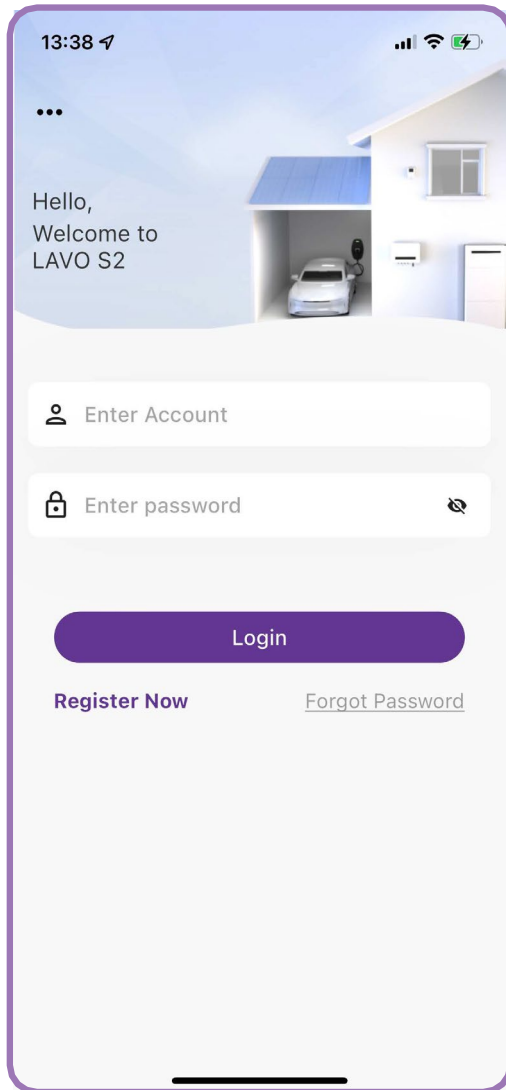 13:38
Hello,
Welcome to
LAVO S2
Enter Account
Enter password
Login
Register Now
Forgot Password